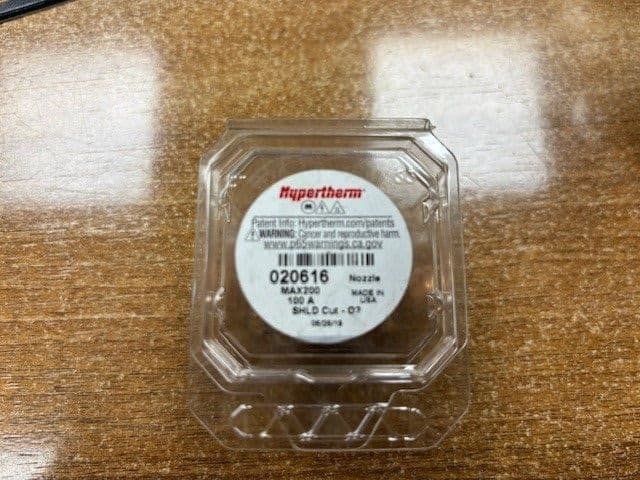 Hypertherm
Patent Info: Hypertherm.com/patents
WARNING: Cancer and reproductive harm.
www.p65warnings.ca.gov
020616 Nozzle
MAX200 MADE IN
100 A USA
SHLD Cut -